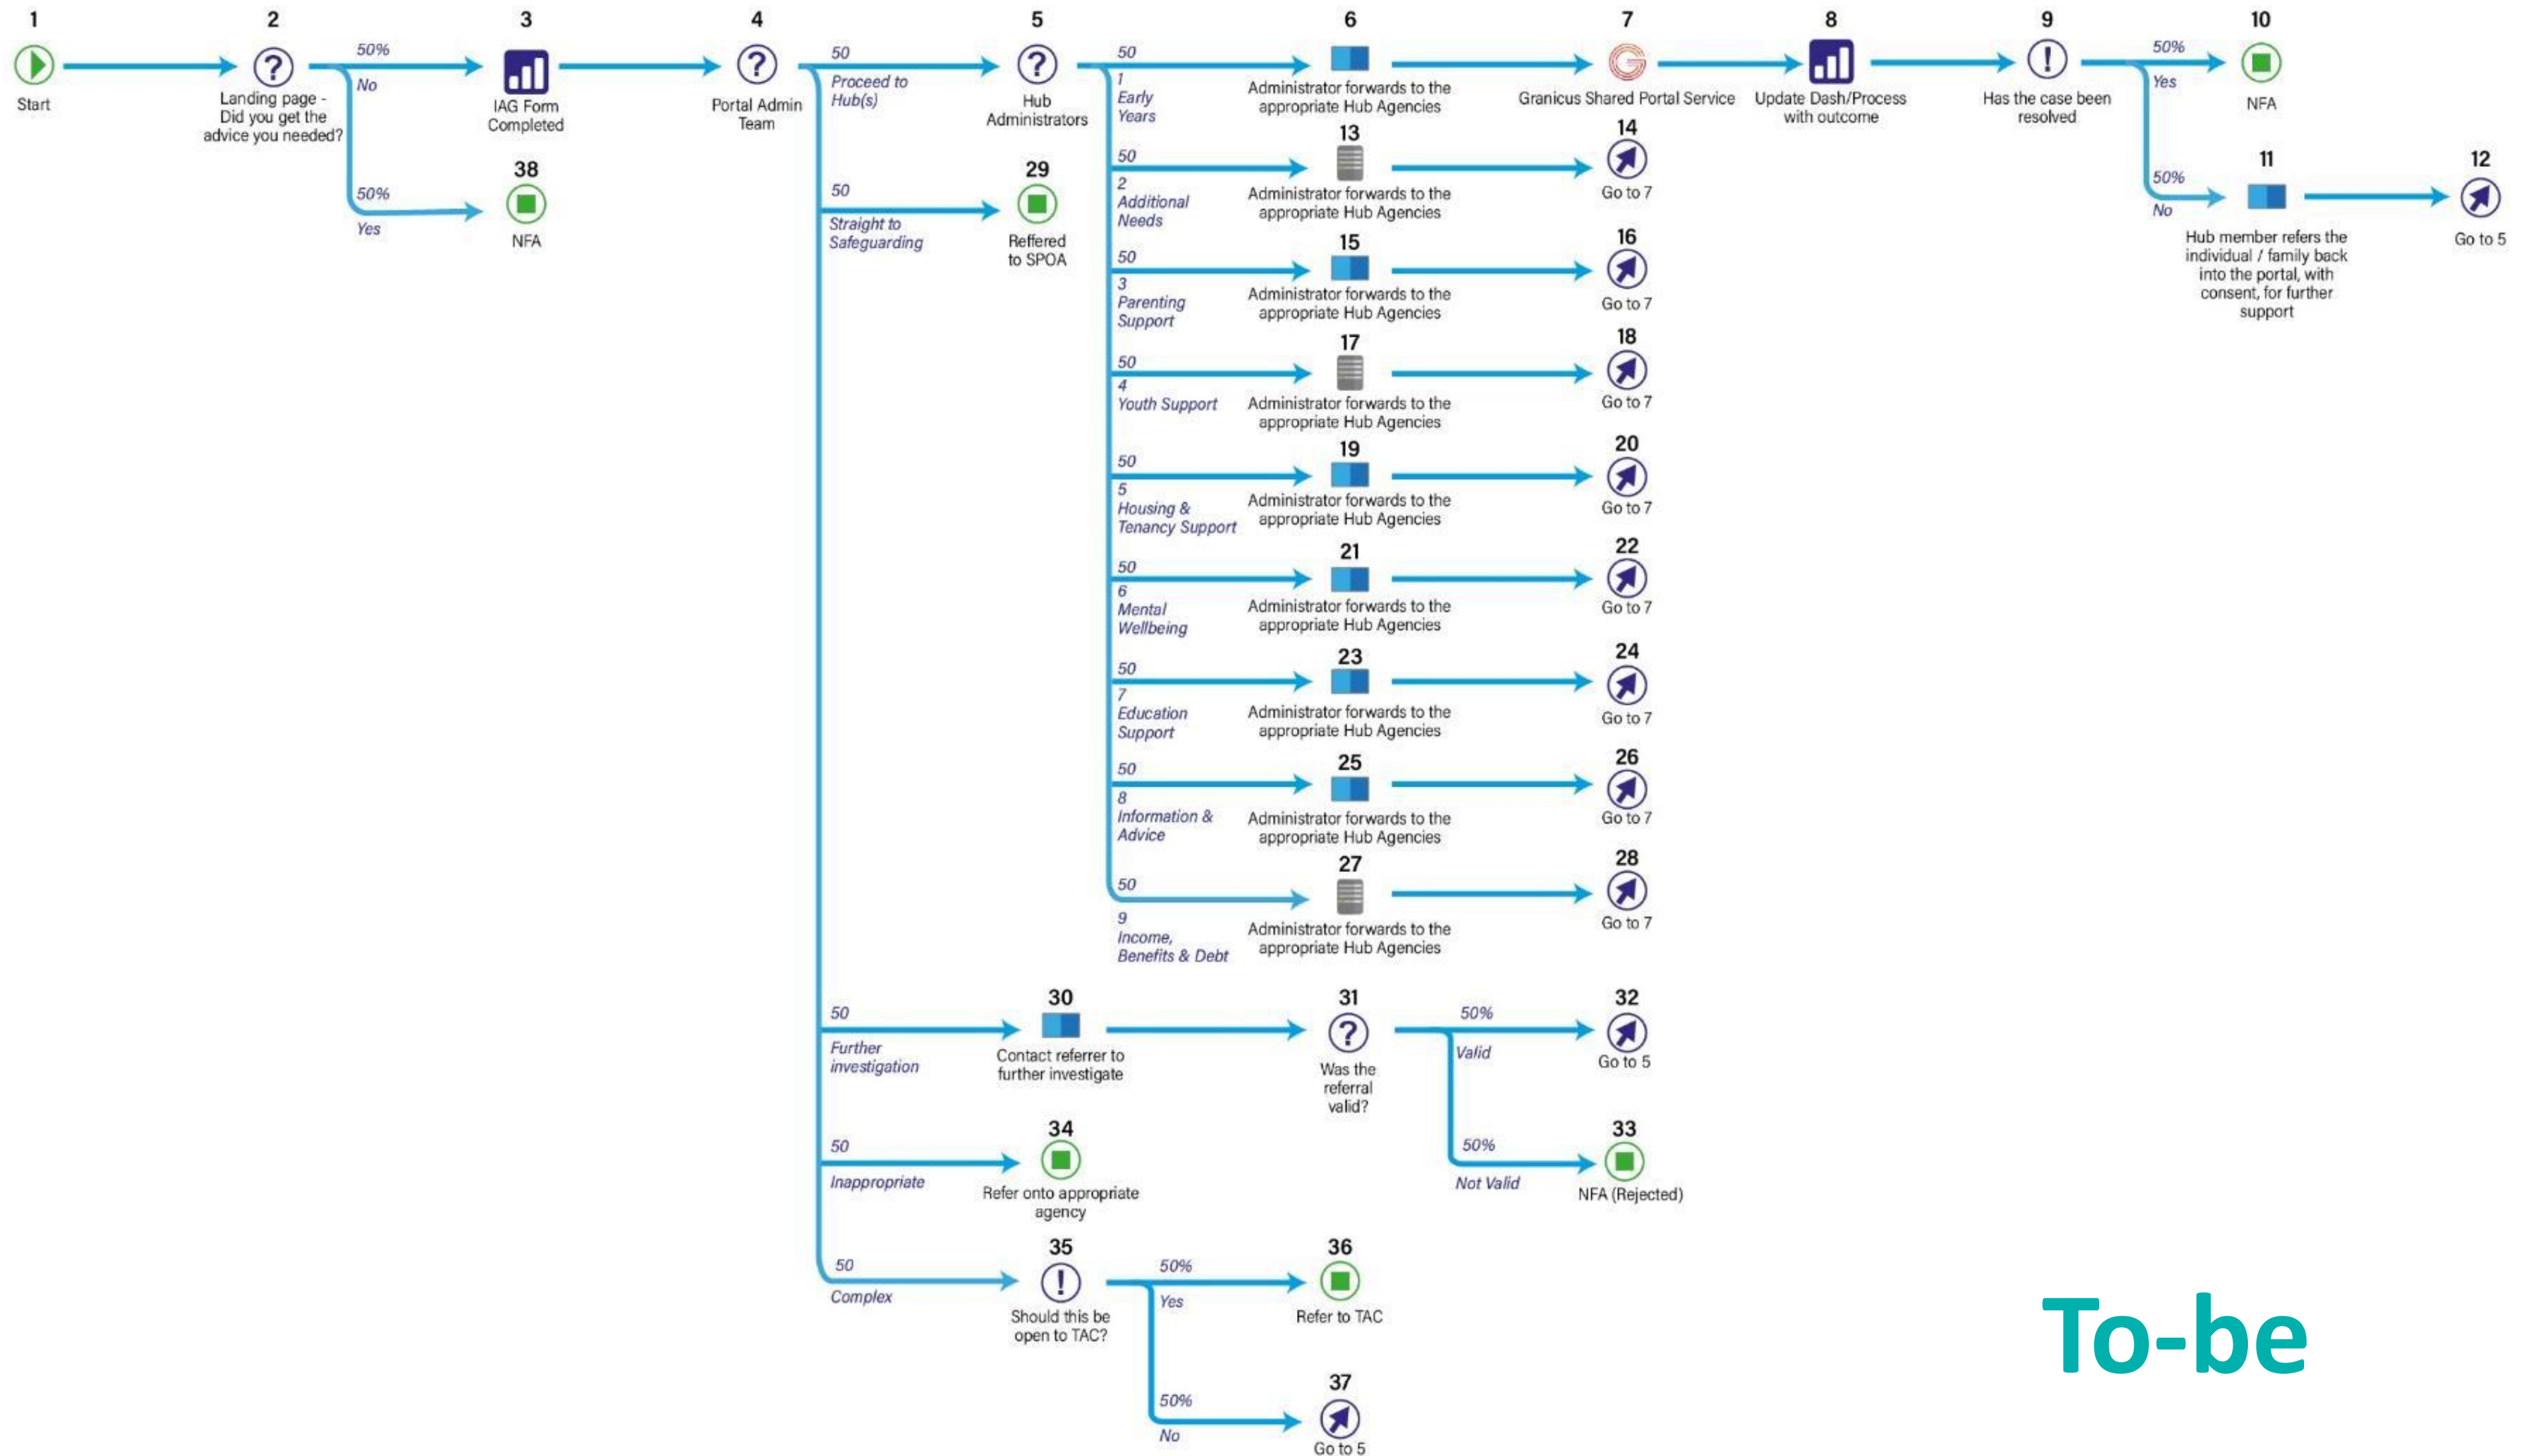 1
Start
2
Landing page -
Did you get the
advice you needed?
50%
No
50%
Yes
3
IAG Form
Completed
38
NFA
4
Portal Admin
Team
50
Proceed to
Hub(s)
50
Straight to
Safeguarding
5
Hub
Administrators
29
Reffered
to SPOA
50
1
Early
Years
6
Administrator forwards to the
appropriate Hub Agencies
7
Granicus Shared Portal Service
8
Update Dash/Process
with outcome
9
Has the case been
resolved
50%
Yes
10
NFA
50%
No
11
Hub member refers the
individual / family back
into the portal, with
consent, for further
support
12
Go to 5
50
2
Additional
Needs
13
Administrator forwards to the
appropriate Hub Agencies
14
Go to 7
50
3
Parenting
Support
15
Administrator forwards to the
appropriate Hub Agencies
16
Go to 7
50
4
Youth Support
17
Administrator forwards to the
appropriate Hub Agencies
18
Go to 7
50
5
Housing &
Tenancy Support
19
Administrator forwards to the
appropriate Hub Agencies
20
Go to 7
50
6
Mental
Wellbeing
21
Administrator forwards to the
appropriate Hub Agencies
22
Go to 7
50
7
Education
Support
23
Administrator forwards to the
appropriate Hub Agencies
24
Go to 7
50
8
Information &
Advice
25
Administrator forwards to the
appropriate Hub Agencies
26
Go to 7
50
9
Income,
Benefits & Debt
27
Administrator forwards to the
appropriate Hub Agencies
28
Go to 7
50
Further
investigation
30
Contact referrer to
further investigate
31
Was the
referral
valid?
50%
Valid
32
Go to 5
50%
Not Valid
33
NFA (Rejected)
50
Inappropriate
34
Refer onto appropriate
agency
50
Complex
35
Should this be
open to TAC?
50%
Yes
36
Refer to TAC
50%
No
37
Go to 5
To-be